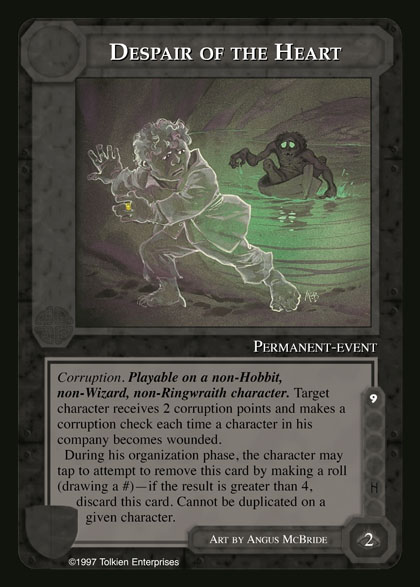 DESPAIR OF THE HEART
PERMANENT-EVENT
Corruption. Playable on a non-Hobbit,
non-Wizard, non-Ringwraith character. Target
character receives 2 corruption points and makes a
corruption check each time a character in his
company becomes wounded.
During his organization phase, the character may
tap to attempt to remove this card by making a roll
(drawing a #)—if the result is greater than 4,
discard this card. Cannot be duplicated on a
given character.
9
H
ART BY ANGUS MCBRIDE
2
©1997 Tolkien Enterprises